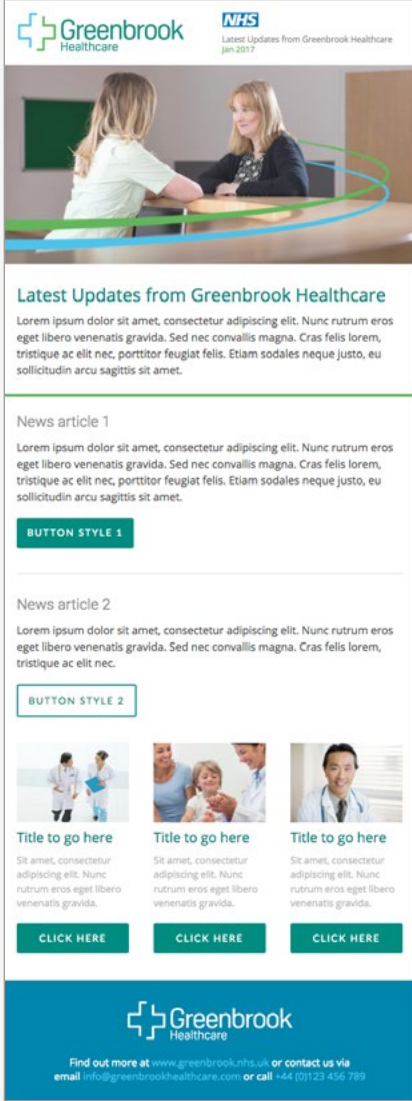 Greenbrook
Healthcare
NHS
Latest Updates from Greenbrook Healthcare
Jan 2017
Latest Updates from Greenbrook Healthcare
Lorem ipsum dolor sit amet, consectetur adipiscing elit. Nunc rutrum eros
eget libero venenatis gravida. Sed nec convallis magna. Cras felis lorem,
tristique ac elit nec, porttitor feugiat felis. Etiam sodales neque justo, eu
sollicitudin arcu sagittis sit amet.
News article 1
Lorem ipsum dolor sit amet, consectetur adipiscing elit. Nunc rutrum eros
eget libero venenatis gravida. Sed nec convallis magna. Cras felis lorem,
tristique ac elit nec, porttitor feugiat felis. Etiam sodales neque justo, eu
sollicitudin arcu sagittis sit amet.
BUTTON STYLE 1
News article 2
Lorem ipsum dolor sit amet, consectetur adipiscing elit. Nunc rutrum eros
eget libero venenatis gravida. Sed nec convallis magna. Cras felis lorem,
tristique ac elit nec.
BUTTON STYLE 2
Title to go here
Sit amet, consectetur
adipiscing elit. Nunc
rutrum eros eget libero
venenatis gravida.
CLICK HERE
Title to go here
Sit amet, consectetur
adipiscing elit. Nunc
rutrum eros eget libero
venenatis gravida.
CLICK HERE
Title to go here
Sit amet, consectetur
adipiscing elit. Nunc
rutrum eros eget libero
venenatis gravida.
CLICK HERE
Greenbrook
Healthcare
Find out more at www.greenbrook.nhs.uk or contact us via
email info@greenbrookhealthcare.com or call +44 (0)123 456 789